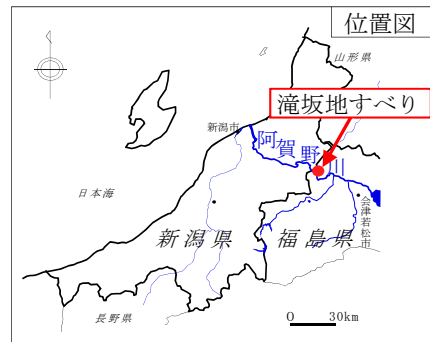 位置図
山形県
滝坂地すべり
新潟市
阿賀野川
日本海
会津若松市
新潟県
福島県
長野県
0 30km